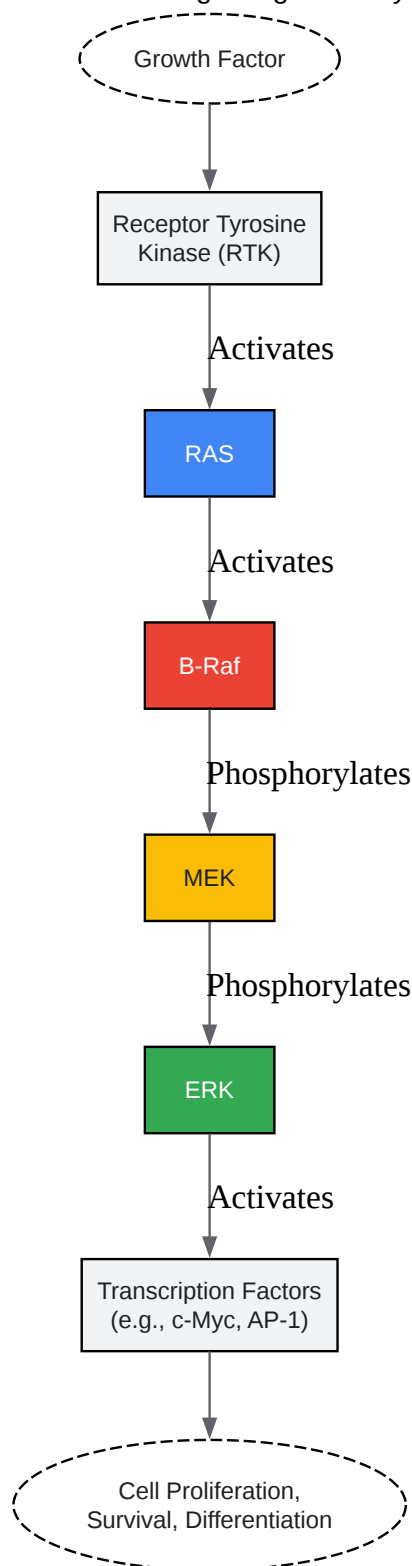 Growth Factor
Receptor Tyrosine
Kinase (RTK)
Activates
RAS
Activates
B-Raf
Phosphorylates
MEK
Phosphorylates
ERK
Activates
Transcription Factors
(e.g., c-Myc, AP-1)
Cell Proliferation,
Survival, Differentiation